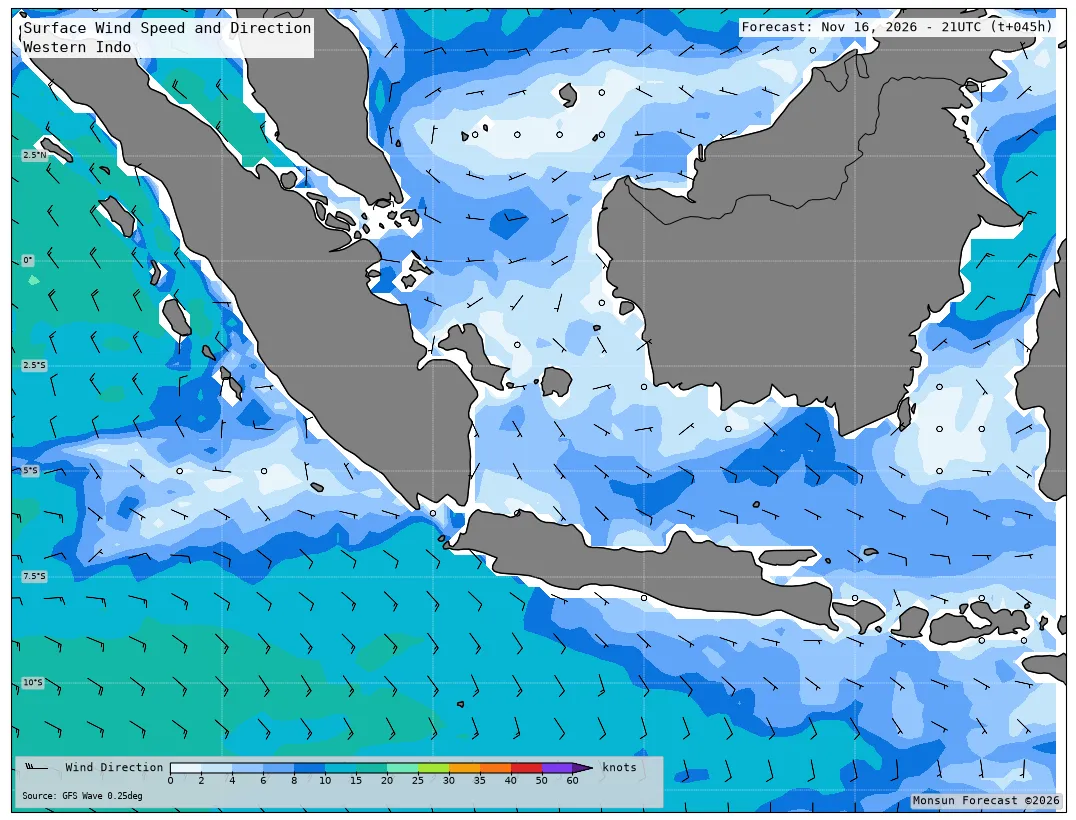 Surface Wind Speed and Direction
Western Indo
Forecast: Nov 16, 2026 - 21UTC (t+045h)
2.5°N
0°
2.5°S
5°S
7.5°S
10°S
Wind Direction
0 2 4 6 8 10 15 20 25 30 35 40 50 60
knots
Source: GFS Wave 0.25deg
Monsun Forecast ©2026